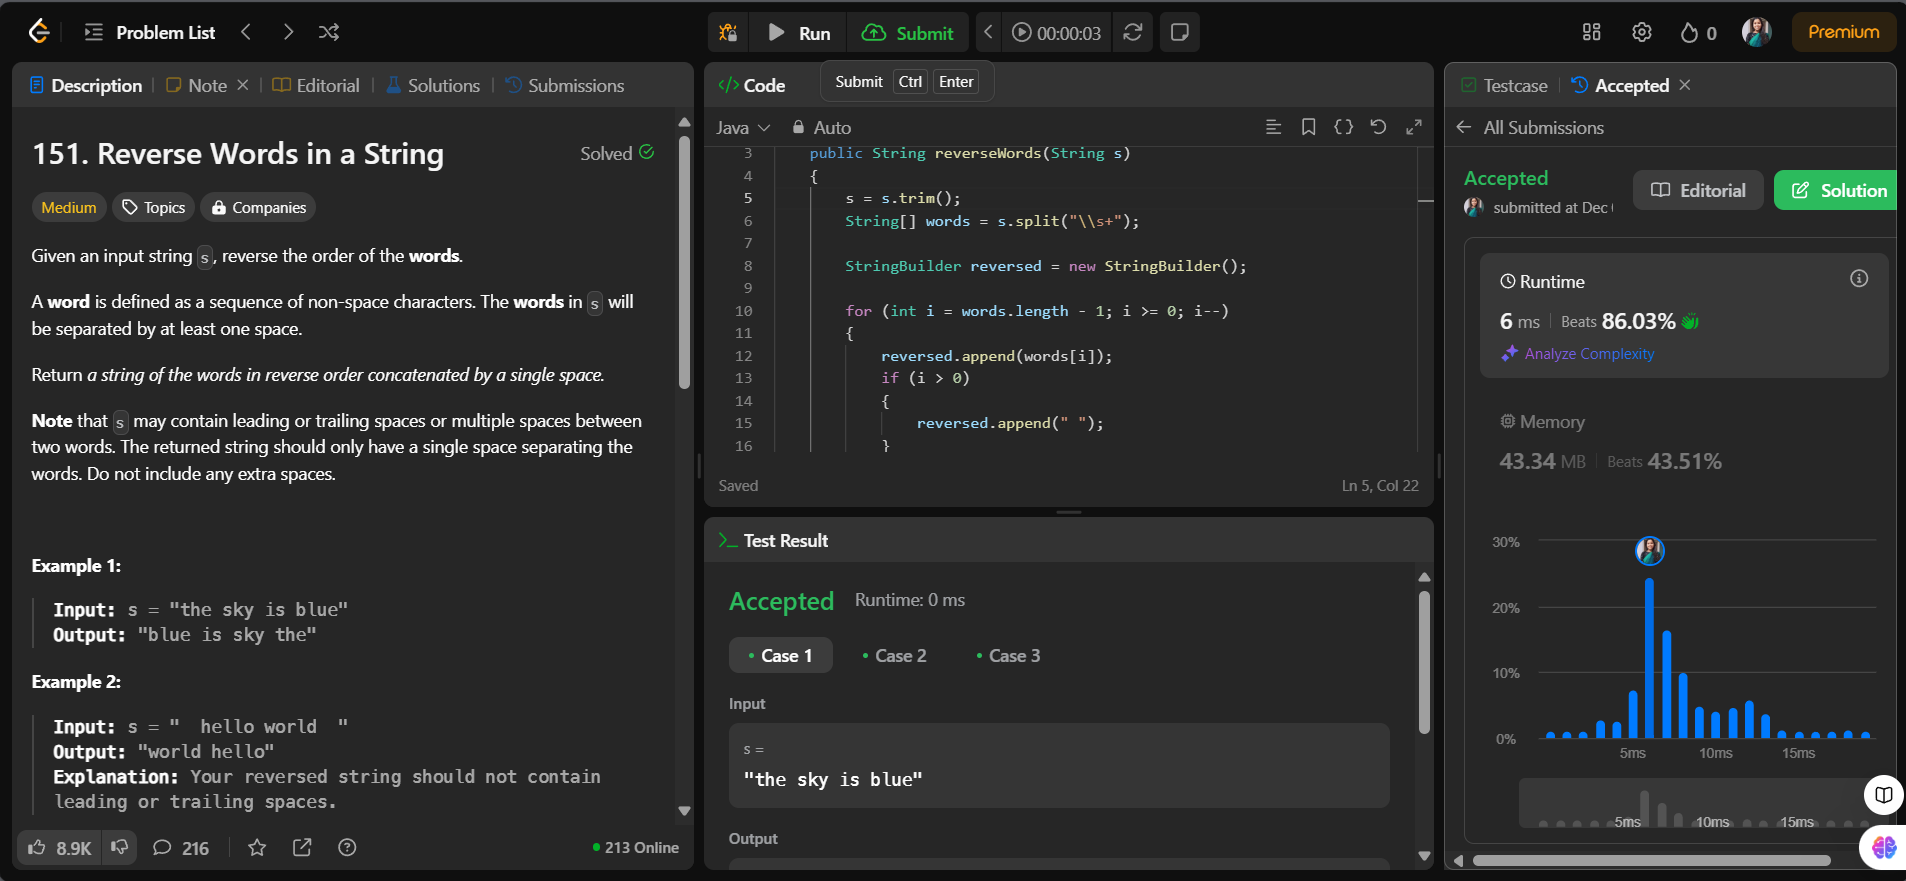 Problem List
Run
Submit
00:00:03
0
Premium
Description
Note
Editorial
Solutions
Submissions
151. Reverse Words in a String
Solved
Medium
Topics
Companies
Given an input string s, reverse the order of the words.
A word is defined as a sequence of non-space characters. The words in s will
be separated by at least one space.
Return a string of the words in reverse order concatenated by a single space.
Note that s may contain leading or trailing spaces or multiple spaces between
two words. The returned string should only have a single space separating the
words. Do not include any extra spaces.
Example 1:
Input: s = "the sky is blue"
Output: "blue is sky the"
Example 2:
Input: s = "  hello world  "
Output: "world hello"
Explanation: Your reversed string should not contain
leading or trailing spaces.
8.9K
216
213 Online
Code
Submit Ctrl Enter
Java
Auto
3 public String reverseWords(String s)
4 {
5 s = s.trim();
6 String[] words = s.split("\\s+");
7
8 StringBuilder reversed = new StringBuilder();
9
10 for (int i = words.length - 1; i >= 0; i--)
11 {
12 reversed.append(words[i]);
13 if (i > 0)
14 {
15 reversed.append(" ");
16 }
Saved
Ln 5, Col 22
Test Result
Accepted
Runtime: 0 ms
Case 1
Case 2
Case 3
Input
s =
"the sky is blue"
Output
Testcase
Accepted
All Submissions
Accepted
submitted at Dec
Editorial
Solution
Runtime
6 ms
Beats 86.03%
Analyze Complexity
Memory
43.34 MB
Beats 43.51%
30%
20%
10%
0%
5ms
10ms
15ms
5ms
10ms
15ms